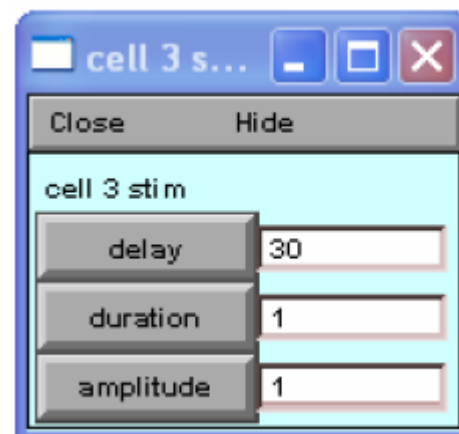 cell 3 s...
Close Hide
cell 3 stim
delay 30
duration 1
amplitude 1